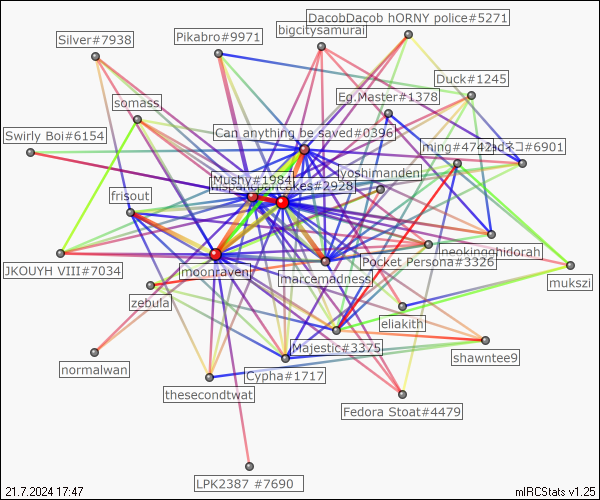 DacobDacob hORNY police#5271
bigcitysamurai
Pikabro#9971
Silver#7938
Duck#1245
Eg.Master#1378
somass
Can anything be saved#0396
Swirly Boi#6154
ming#4742
ネコ#6901
yoshimanden
Mushy#1984
cakes#2928
frisout
neokingghidorah
Pocket Persona#3326
JKOUYH VIII#7034
moonraven
marcemadness
mukszi
zebula
eliakith
Majestic#3375
shawntee9
normalwan
Cypha#1717
thesecondtwat
Fedora Stoat#4479
LPK2387 #7690
21.7.2024 17:47
mIRCStats v1.25